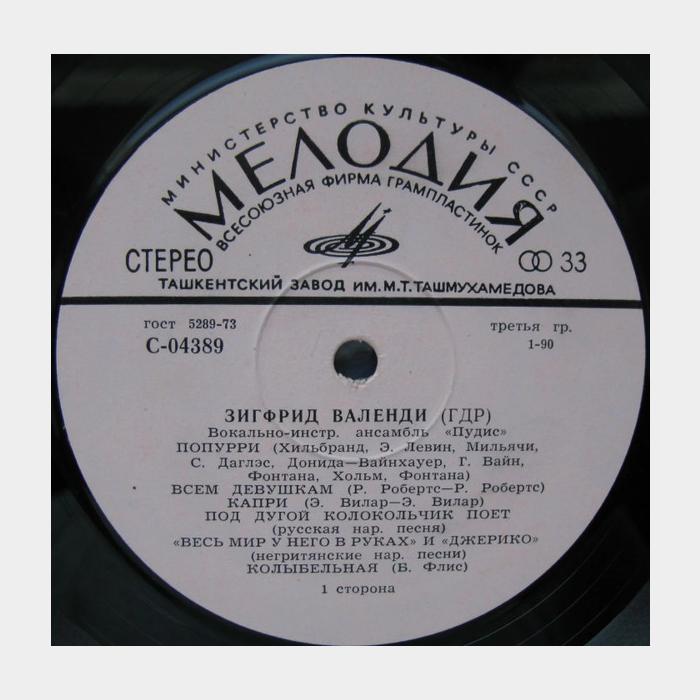 МИНИСТЕРСТВО КУЛЬТУРЫ СССР
МЕЛОДИЯ
ВСЕСОЮЗНАЯ ФИРМА ГРАМПЛАСТИНОК
СТЕРЕО 33
ТАШКЕНТСКИЙ ЗАВОД ИМ. М.Т. ТАШМУХАМЕДОВА
гост 5289-73 третья гр.
С-04389 1-90
ЗИГФРИД ВАЛЕНДИ (ГДР)
Вокально-инстр. ансамбль «Пудис»
ПОПУРРИ (Хильбранд, Э. Левин, Мильячи,
С. Даглэс, Донида—Вайнхауер, Г. Вайн,
Фонтана, Хольм, Фонтана)
ВСЕМ ДЕВУШКАМ (Р. Робертс—Р. Робертс)
КАПРИ (Э. Вилар—Э. Вилар)
ПОД ДУГОЙ КОЛОКОЛЬЧИК ПОЕТ
(русская нар. песня)
«ВЕСЬ МИР У НЕГО В РУКАХ» И «ДЖЕРИКО»
(негритянские нар. песни)
КОЛЫБЕЛЬНАЯ (Б. Флис)
1 сторона